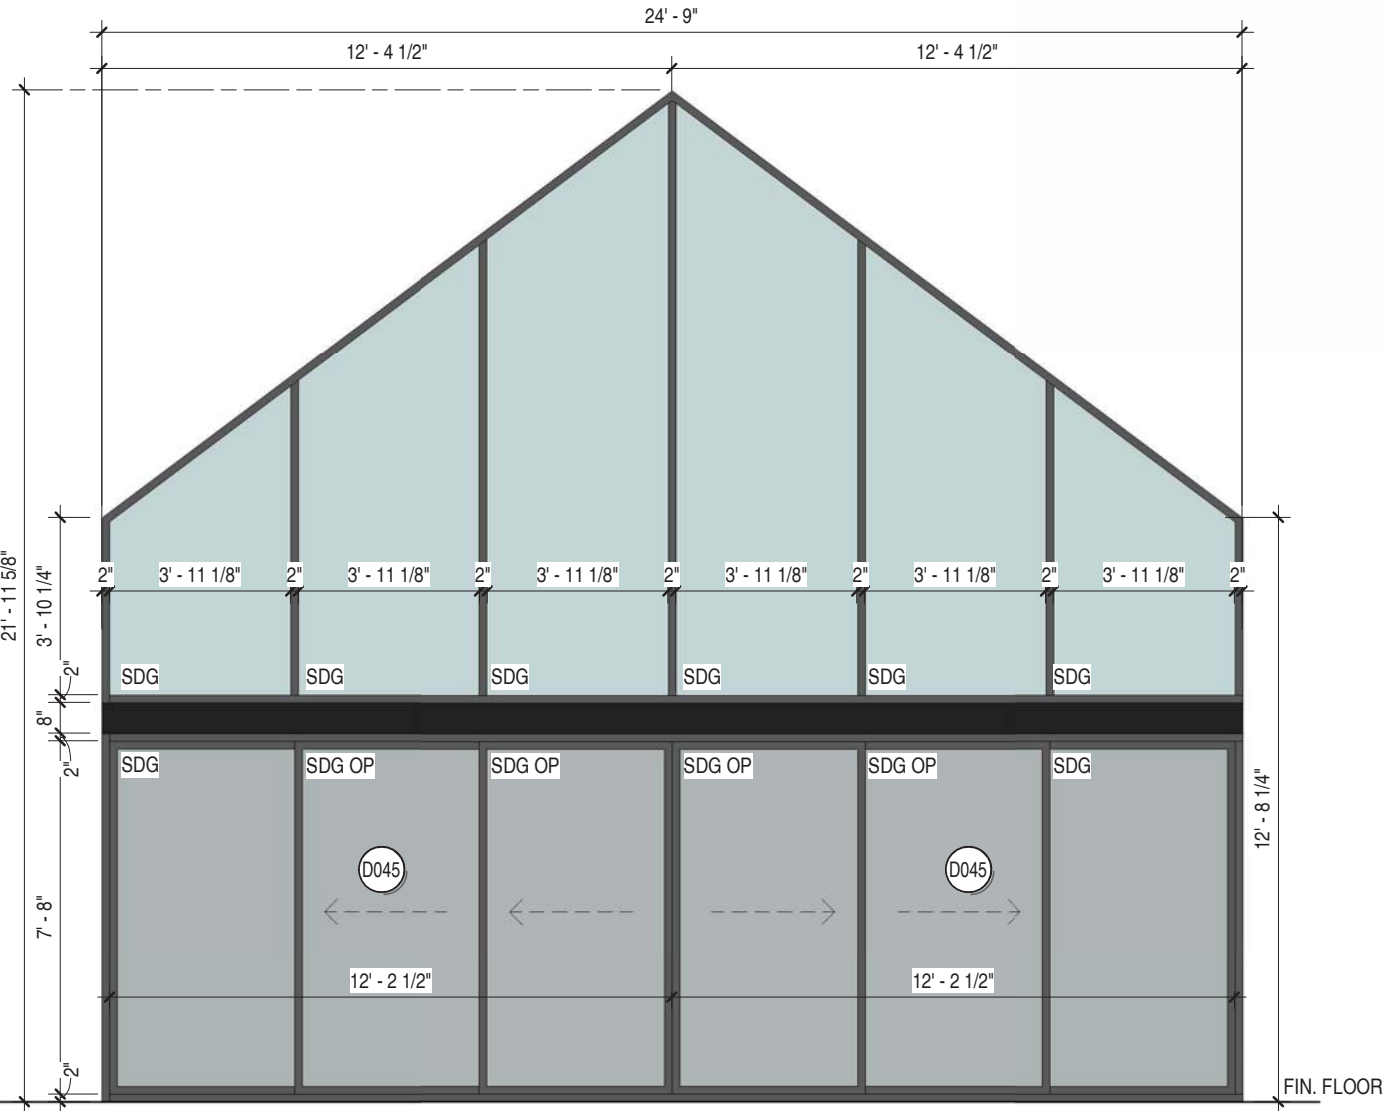 24' - 9"
12' - 4 1/2" 12' - 4 1/2"
21' - 11 5/8"
3' - 10 1/4"
2" 3' - 11 1/8" 2" 3' - 11 1/8" 2" 3' - 11 1/8" 2" 3' - 11 1/8" 2" 3' - 11 1/8" 2" 3' - 11 1/8" 2"
2"
SDG SDG SDG SDG SDG SDG
8"
2"
SDG SDG OP SDG OP SDG OP SDG OP SDG
12' - 8 1/4"
D045 D045
7' - 8"
12' - 2 1/2" 12' - 2 1/2"
2"
FIN. FLOOR